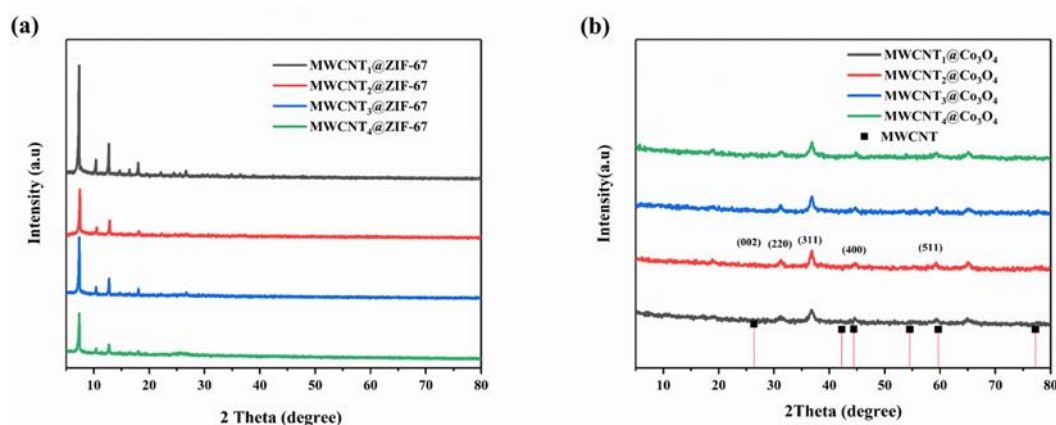 (a)
MWCNT₁@ZIF-67
MWCNT₂@ZIF-67
MWCNT₃@ZIF-67
MWCNT₄@ZIF-67
Intensity (a.u)
10 20 30 40 50 60 70 80
2 Theta (degree)
(b)
MWCNT₁@Co₃O₄
MWCNT₂@Co₃O₄
MWCNT₃@Co₃O₄
MWCNT₄@Co₃O₄
MWCNT
Intensity(a.u)
(002) (220) (311) (400) (511)
10 20 30 40 50 60 70 80
2Theta (degree)